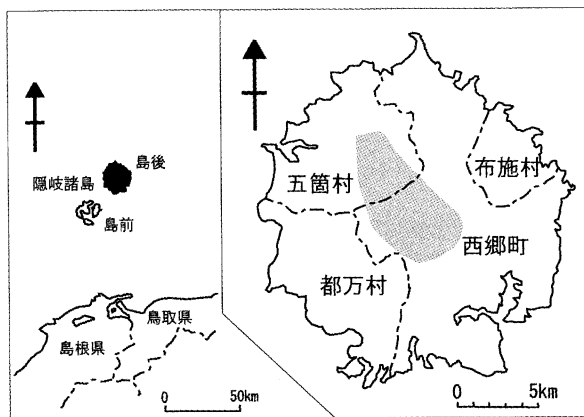 島後
隠岐諸島
島前
鳥取県
島根県
0
50km
布施村
五箇村
西郷町
都万村
0
5km